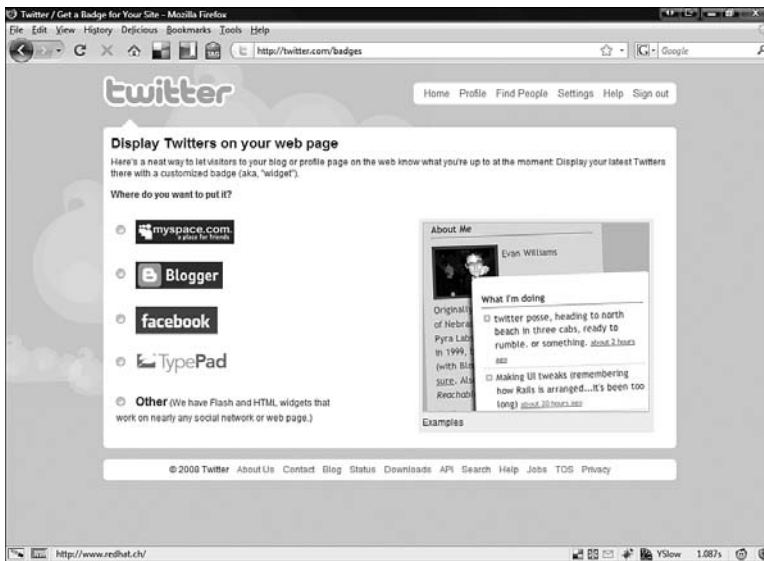 Twitter / Get a Badge for Your Site - Mozilla Firefox
File Edit View History Delicious Bookmarks Tools Help
TAG
http://twitter.com/badges
G Google
twitter
Home Profile Find People Settings Help Sign out
Display Twitters on your web page
Here's a neat way to let visitors to your blog or profile page on the web know what you're up to at the moment: Display your latest Twitters
there with a customized badge (aka, "widget").
Where do you want to put it?
myspace.com.
a place for friends
Blogger
facebook
TypePad
Other (We have Flash and HTML widgets that
work on nearly any social network or web page.)
About Me
Evan Williams
Originally
of Nebra
Pyra Lab
in 1999,
(with Blo
sure. Als
Reachabl
What I'm doing
twitter posse, heading to north
beach in three cabs, ready to
rumble. or something. about 2 hours
ago
Making UI tweaks (remembering
how Rails is arranged...it's been too
long) about 20 hours ago
Examples
© 2008 Twitter About Us Contact Blog Status Downloads API Search Help Jobs TOS Privacy
http://www.redhat.ch/
YSlow 1.087s